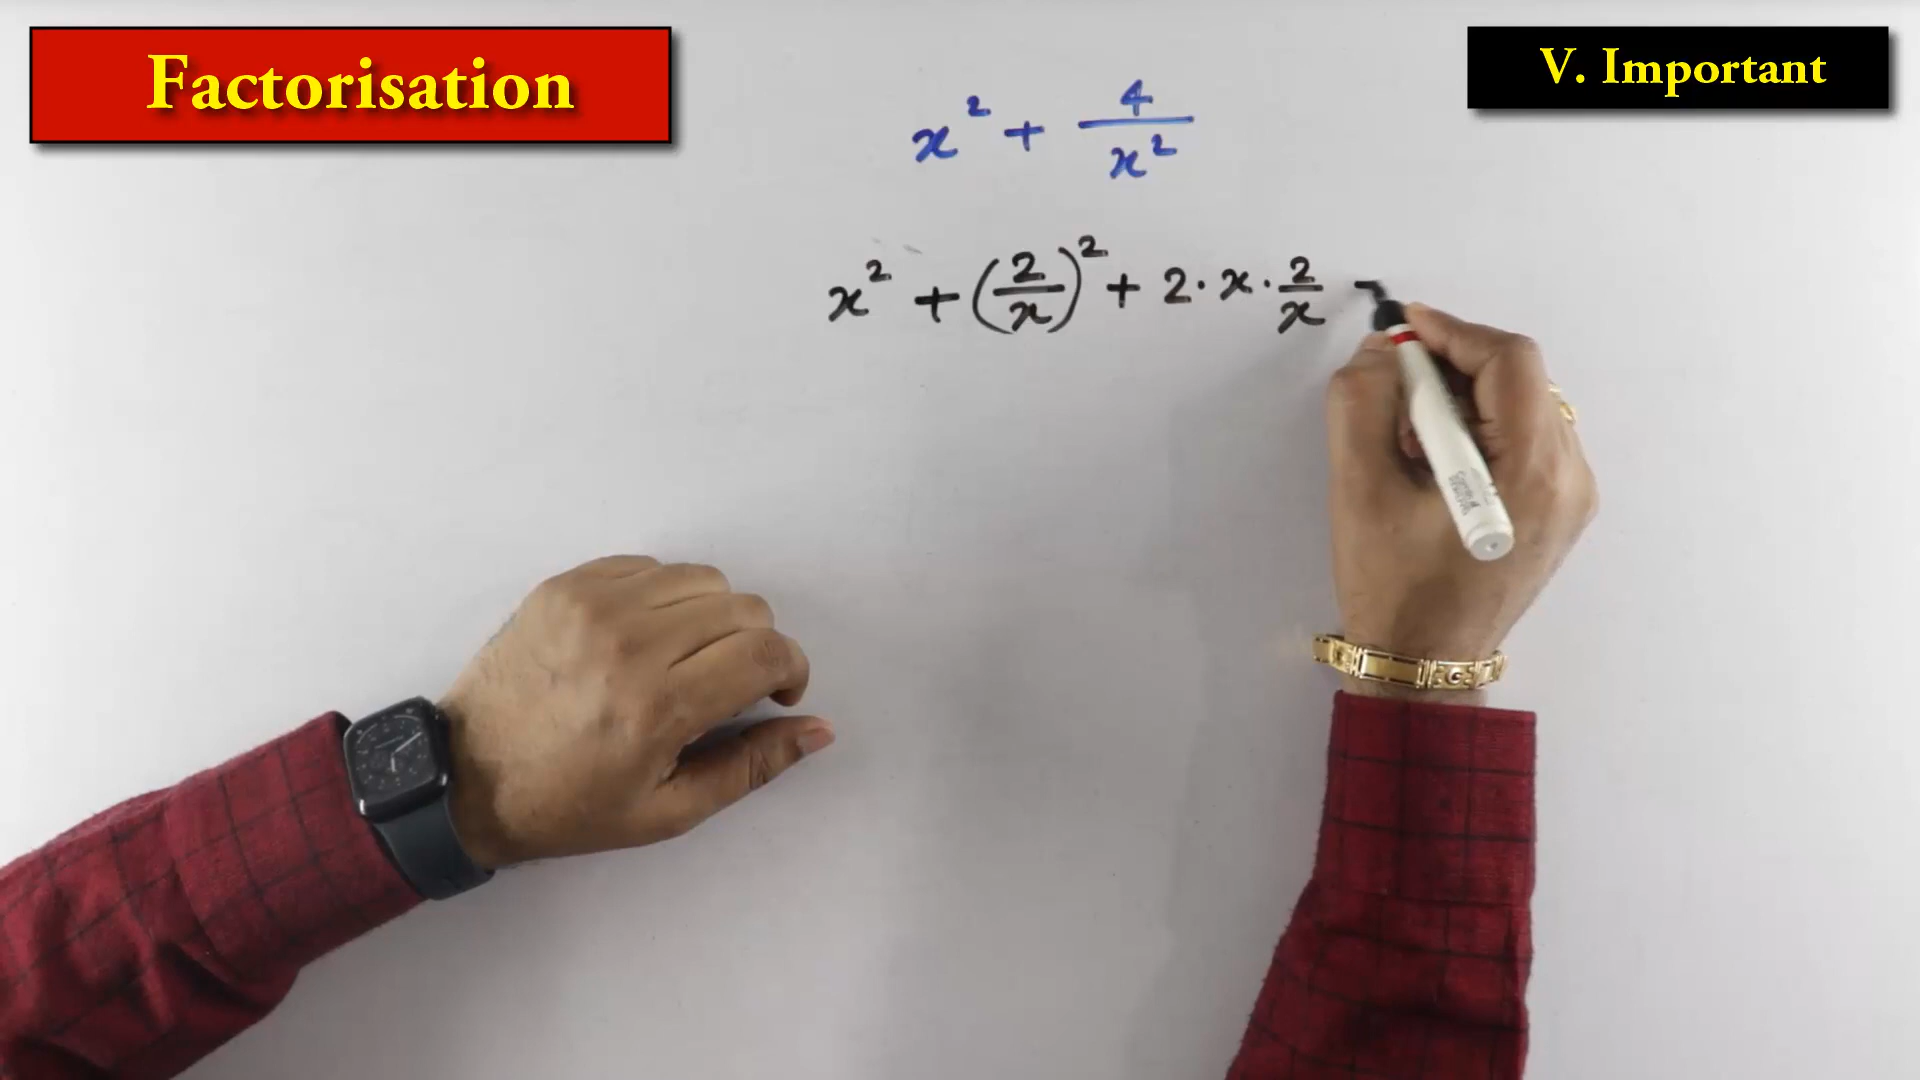 Factorisation
V. Important
x² + 4/x²
x² + (2/x)² + 2·x·2/x -